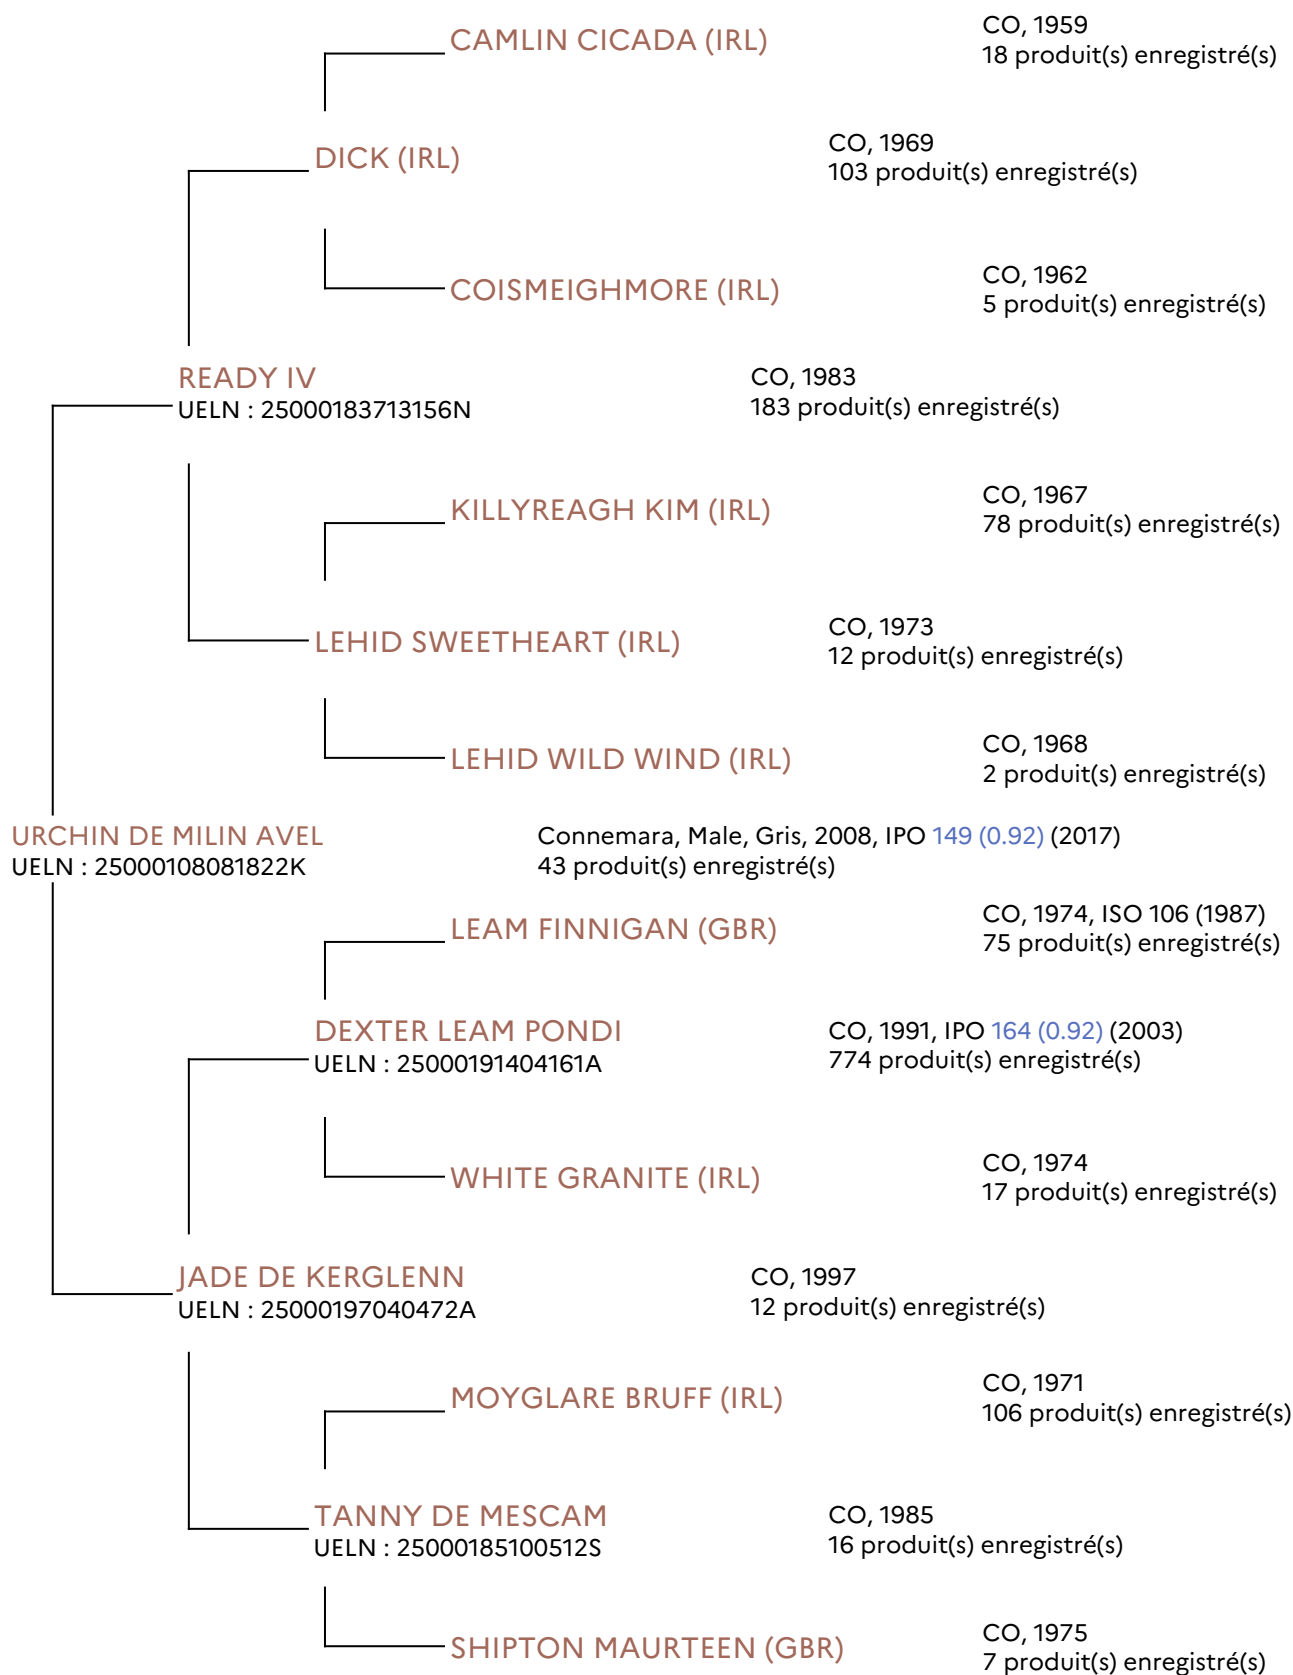 CAMLIN CICADA (IRL)
CO, 1959
18 produit(s) enregistré(s)
DICK (IRL)
CO, 1969
103 produit(s) enregistré(s)
COISMEIGHMORE (IRL)
CO, 1962
5 produit(s) enregistré(s)
READY IV
UELN : 25000183713156N
CO, 1983
183 produit(s) enregistré(s)
KILLYREAGH KIM (IRL)
CO, 1967
78 produit(s) enregistré(s)
LEHID SWEETHEART (IRL)
CO, 1973
12 produit(s) enregistré(s)
LEHID WILD WIND (IRL)
CO, 1968
2 produit(s) enregistré(s)
URCHIN DE MILIN AVEL
UELN : 25000108081822K
Connemara, Male, Gris, 2008, IPO 149 (0.92) (2017)
43 produit(s) enregistré(s)
LEAM FINNIGAN (GBR)
CO, 1974, ISO 106 (1987)
75 produit(s) enregistré(s)
DEXTER LEAM PONDI
UELN : 25000191404161A
CO, 1991, IPO 164 (0.92) (2003)
774 produit(s) enregistré(s)
WHITE GRANITE (IRL)
CO, 1974
17 produit(s) enregistré(s)
JADE DE KERGLENN
UELN : 25000197040472A
CO, 1997
12 produit(s) enregistré(s)
MOYGLARE BRUFF (IRL)
CO, 1971
106 produit(s) enregistré(s)
TANNY DE MESCAM
UELN : 25000185100512S
CO, 1985
16 produit(s) enregistré(s)
SHIPTON MAURTEEN (GBR)
CO, 1975
7 produit(s) enregistré(s)